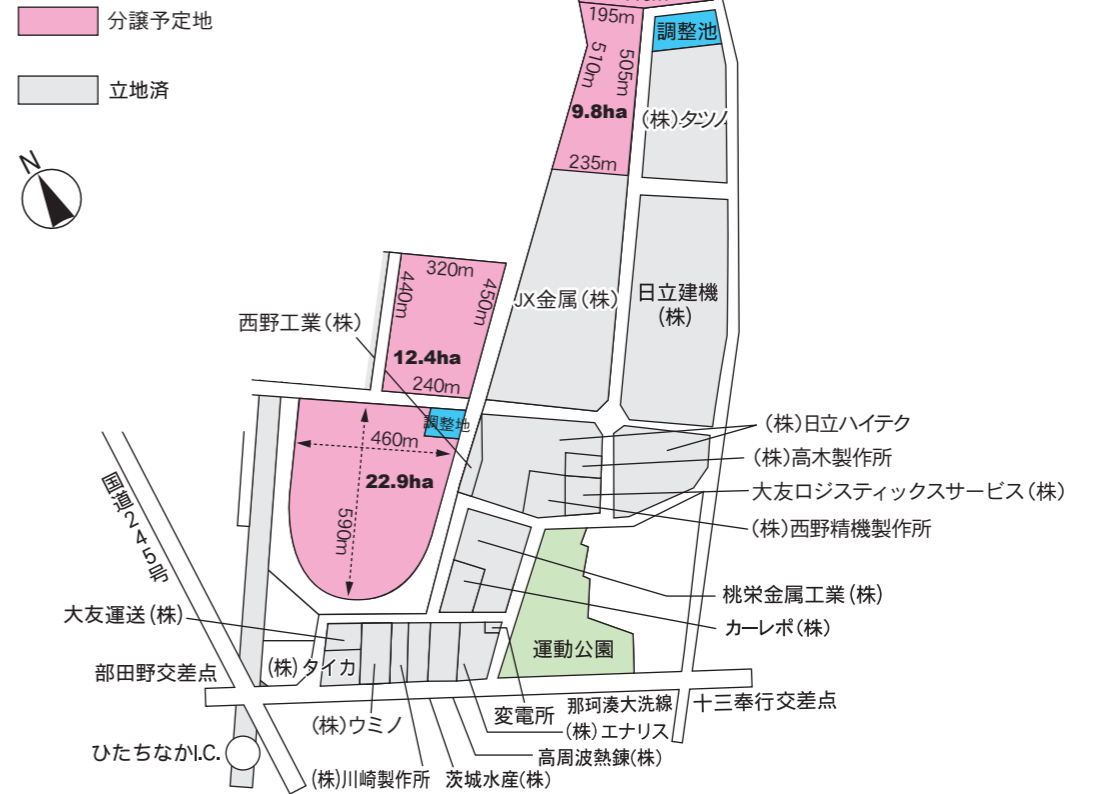 分譲予定地
立地済
N
195m
調整池
510m
505m
9.8ha
(株)タツノ
235m
320m
440m
450m
JX金属(株)
日立建機
(株)
西野工業(株)
12.4ha
240m
調整地
460m
22.9ha
590m
(株)日立ハイテク
(株)高木製作所
大友ロジスティックスサービス(株)
(株)西野精機製作所
国道245号
桃栄金属工業(株)
カーレポ(株)
大友運送(株)
運動公園
部田野交差点
(株)タイカ
変電所
那珂湊大洗線
十三奉行交差点
(株)ウミノ
(株)エナリス
ひたちなかI.C.
高周波熱錬(株)
(株)川崎製作所
茨城水産(株)